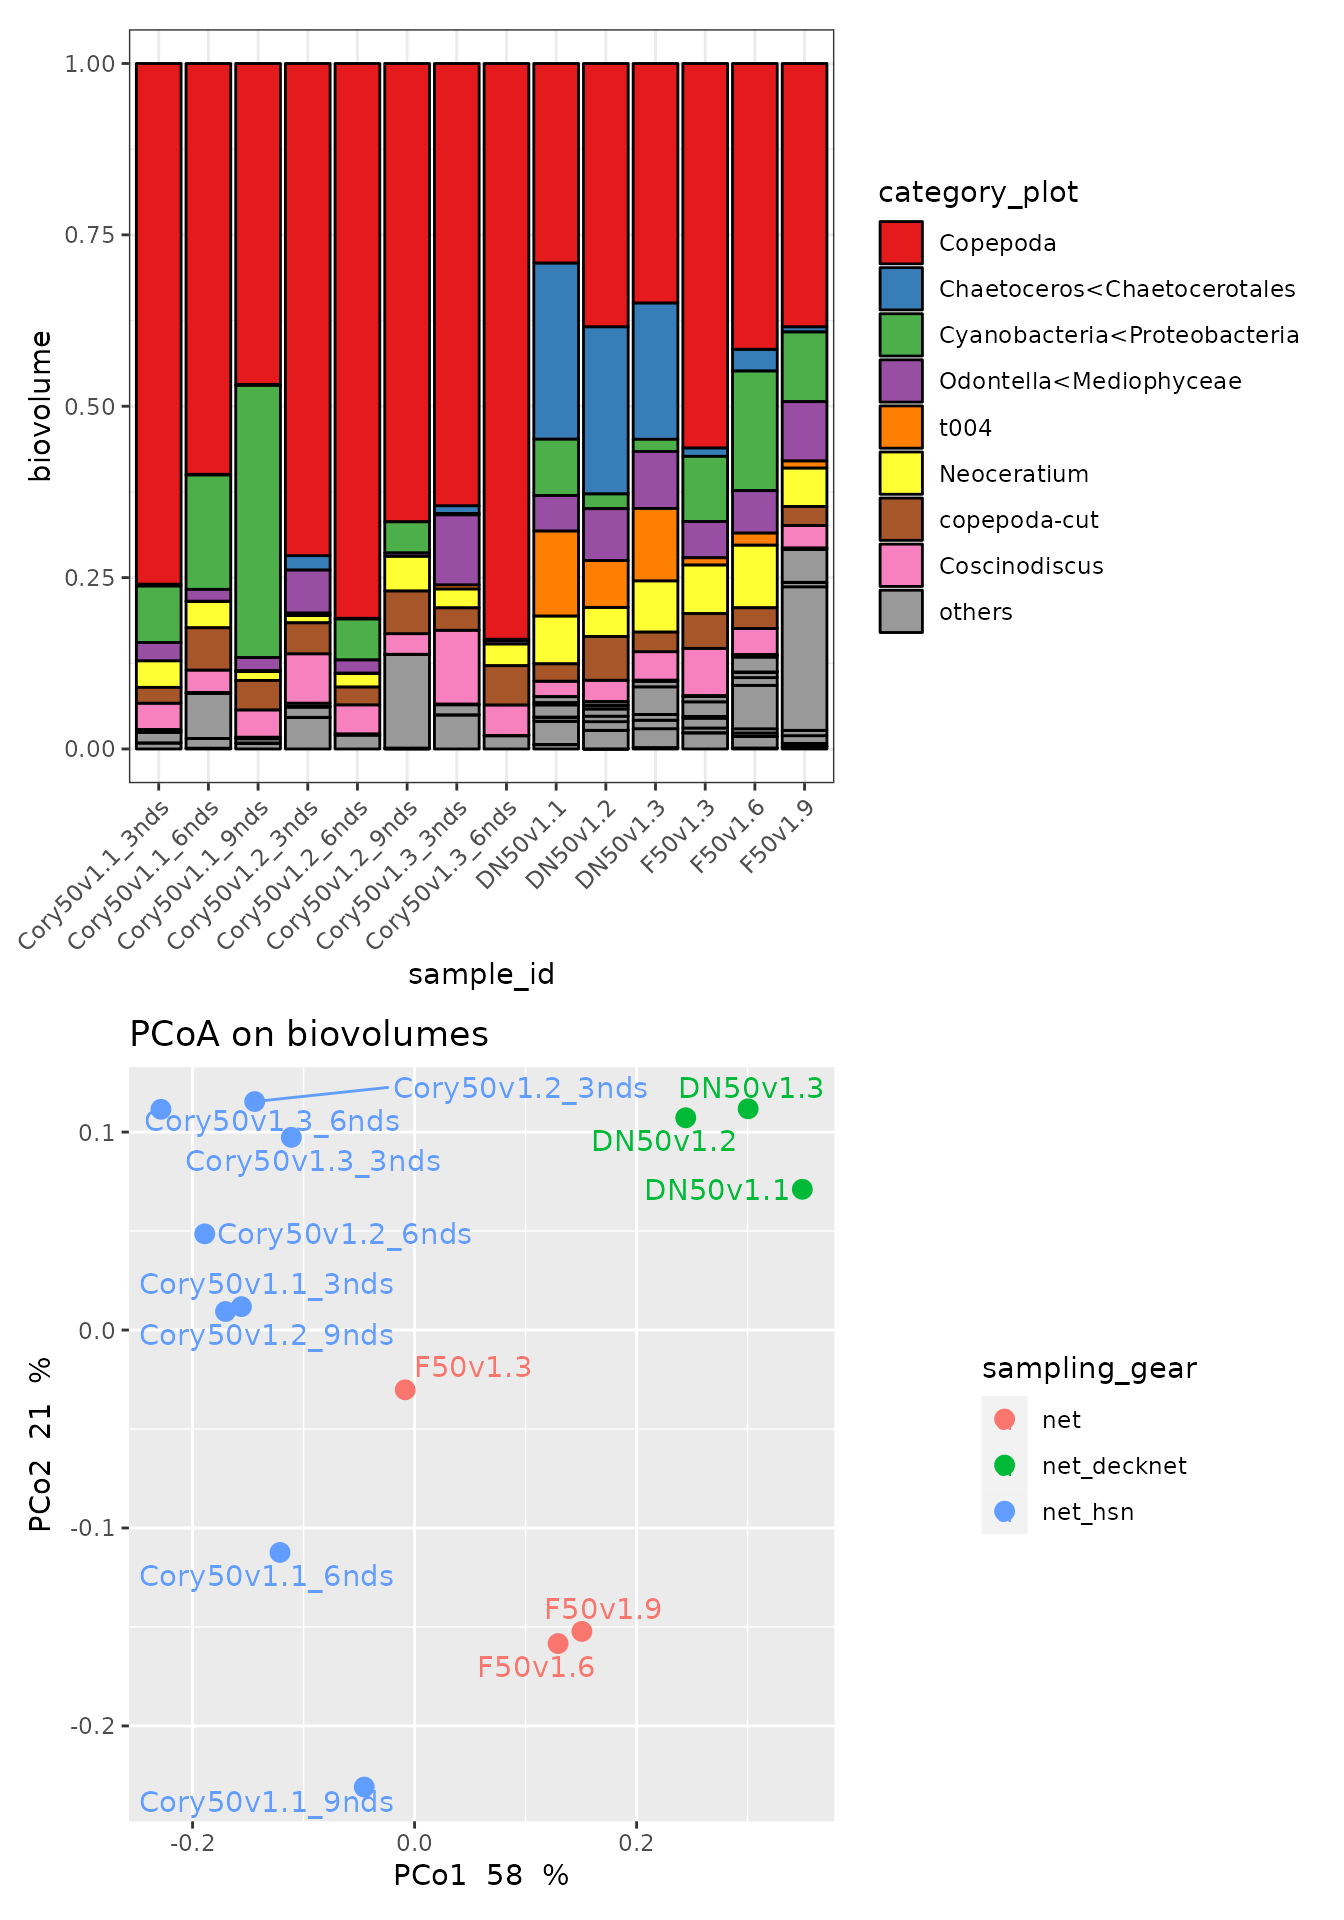 1.00
0.75
0.50
0.25
0.00
biovolume
Cory50v1.1_3nds
Cory50v1.1_6nds
Cory50v1.1_9nds
Cory50v1.2_3nds
Cory50v1.2_6nds
Cory50v1.2_9nds
Cory50v1.3_3nds
Cory50v1.3_6nds
DN50v1.1
DN50v1.2
DN50v1.3
F50v1.3
F50v1.6
F50v1.9
sample_id
category_plot
Copepoda
Chaetoceros<Chaetocerotales
Cyanobacteria<Proteobacteria
Odontella<Mediophyceae
t004
Neoceratium
copepoda-cut
Coscinodiscus
others
PCoA on biovolumes
Cory50v1.2_3nds
DN50v1.3
Cory50v1.3_6nds
DN50v1.2
Cory50v1.3_3nds
DN50v1.1
Cory50v1.2_6nds
Cory50v1.1_3nds
Cory50v1.2_9nds
F50v1.3
Cory50v1.1_6nds
F50v1.9
F50v1.6
Cory50v1.1_9nds
0.1
0.0
-0.1
-0.2
PCo2 21 %
-0.2
0.0
0.2
PCo1 58 %
sampling_gear
net
net_decknet
net_hsn